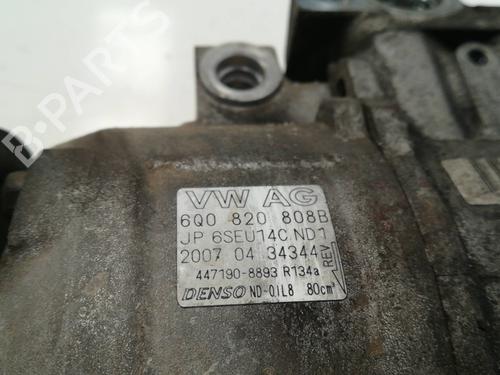 B-PARTS
VW AG
6Q0 820 808B
JP 6SEU14C ND1
2007 04 34344
REV
447190-8893 R134a
DENSO ND-OIL8 80cm³